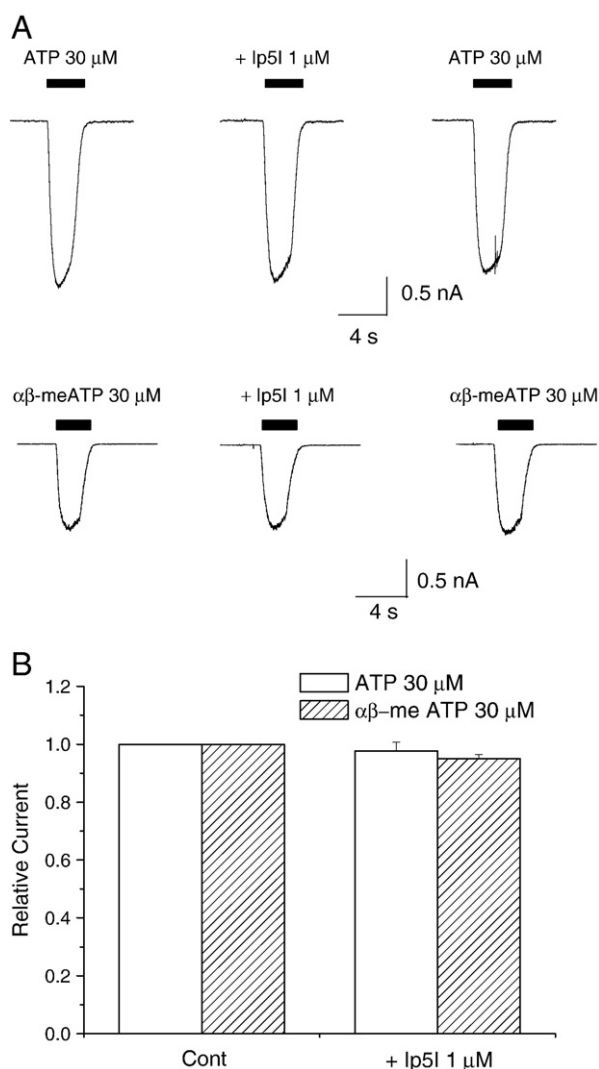 A
ATP 30 μM
+ Ip5I 1 μM
ATP 30 μM
0.5 nA
4 s
αβ-meATP 30 μM
+ Ip5I 1 μM
αβ-meATP 30 μM
0.5 nA
4 s
B
ATP 30 μM
αβ–me ATP 30 μM
Relative Current
1.2
1.0
0.8
0.6
0.4
0.2
0.0
Cont
+ Ip5I 1 μM